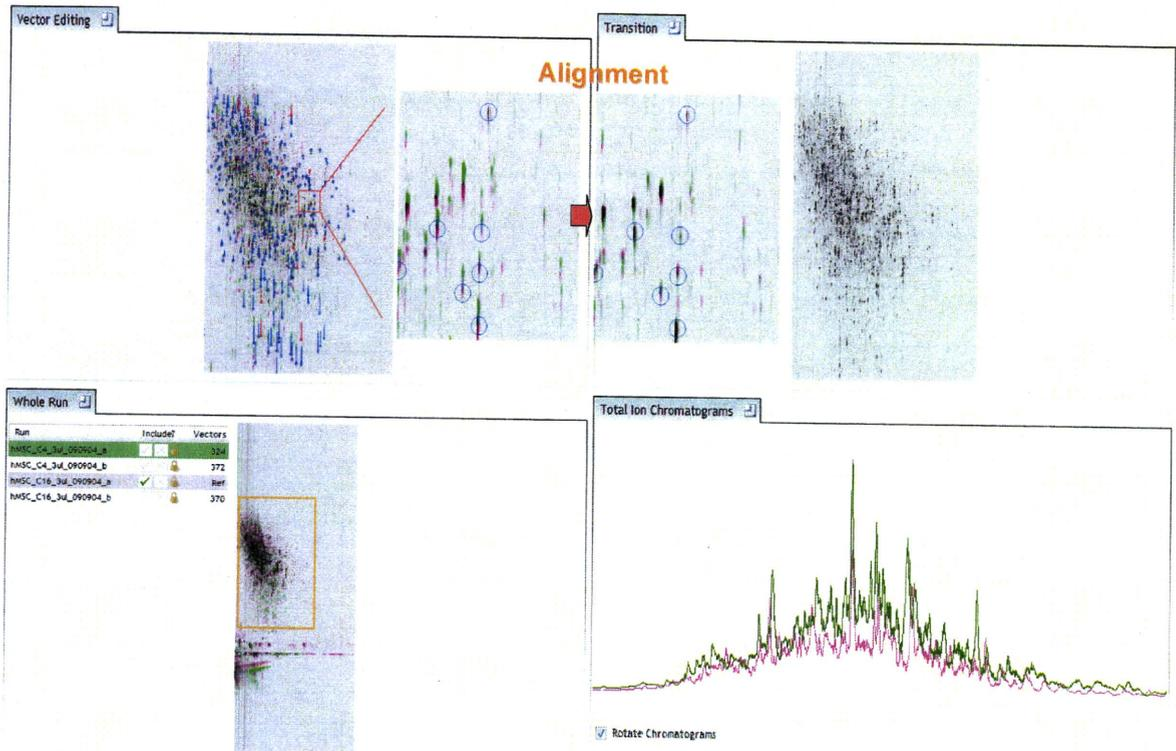 Vector Editing
Transition
Alignment
Whole Run
Run Include? Vectors
hMSC_C4_3ul_090904_a 324
hMSC_C4_3ul_090904_b 372
hMSC_C16_3ul_090904_a Ref
hMSC_C16_3ul_090904_b 370
Total Ion Chromatograms
Rotate Chromatograms